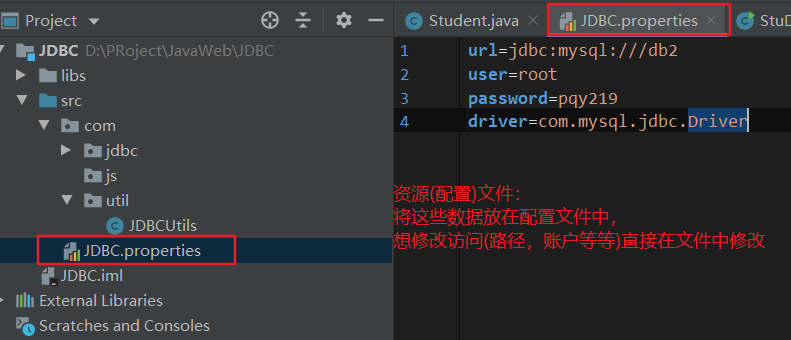 Project
JDBC D:\PRoject\JavaWeb\JDBC
libs
src
com
jdbc
js
util
JDBCUtils
JDBC.properties
JDBC.iml
External Libraries
Scratches and Consoles
Student.java
JDBC.properties
StuD
1 url=jdbc:mysql:///db2
2 user=root
3 password=pqy219
4 driver=com.mysql.jdbc.Driver
资源(配置)文件：
将这些数据放在配置文件中，
想修改访问(路径，账户等等)直接在文件中修改